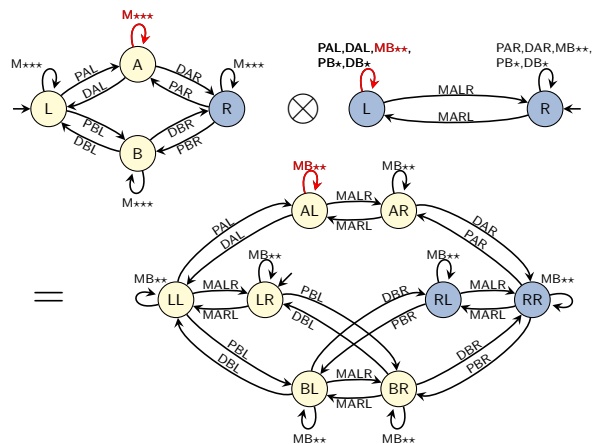 M⋆⋆⋆
A
M⋆⋆⋆
PAL
DAL
DAR
PAR
M⋆⋆⋆
L
R
PBL
DBL
DBR
PBR
B
M⋆⋆⋆
⊗
PAL,DAL,MB⋆⋆,
PB⋆,DB⋆
PAR,DAR,MB⋆⋆,
PB⋆,DB⋆
L
MALR
MARL
R
=
MB⋆⋆
MB⋆⋆
AL
MALR
MARL
AR
PAL
DAL
DAR
PAR
MB⋆⋆
MB⋆⋆
MB⋆⋆
MB⋆⋆
LL
MALR
MARL
LR
PBL
DBL
DBR
PBR
RL
MALR
MARL
RR
PBL
DBL
DBR
PBR
BL
MALR
MARL
BR
MB⋆⋆
MB⋆⋆